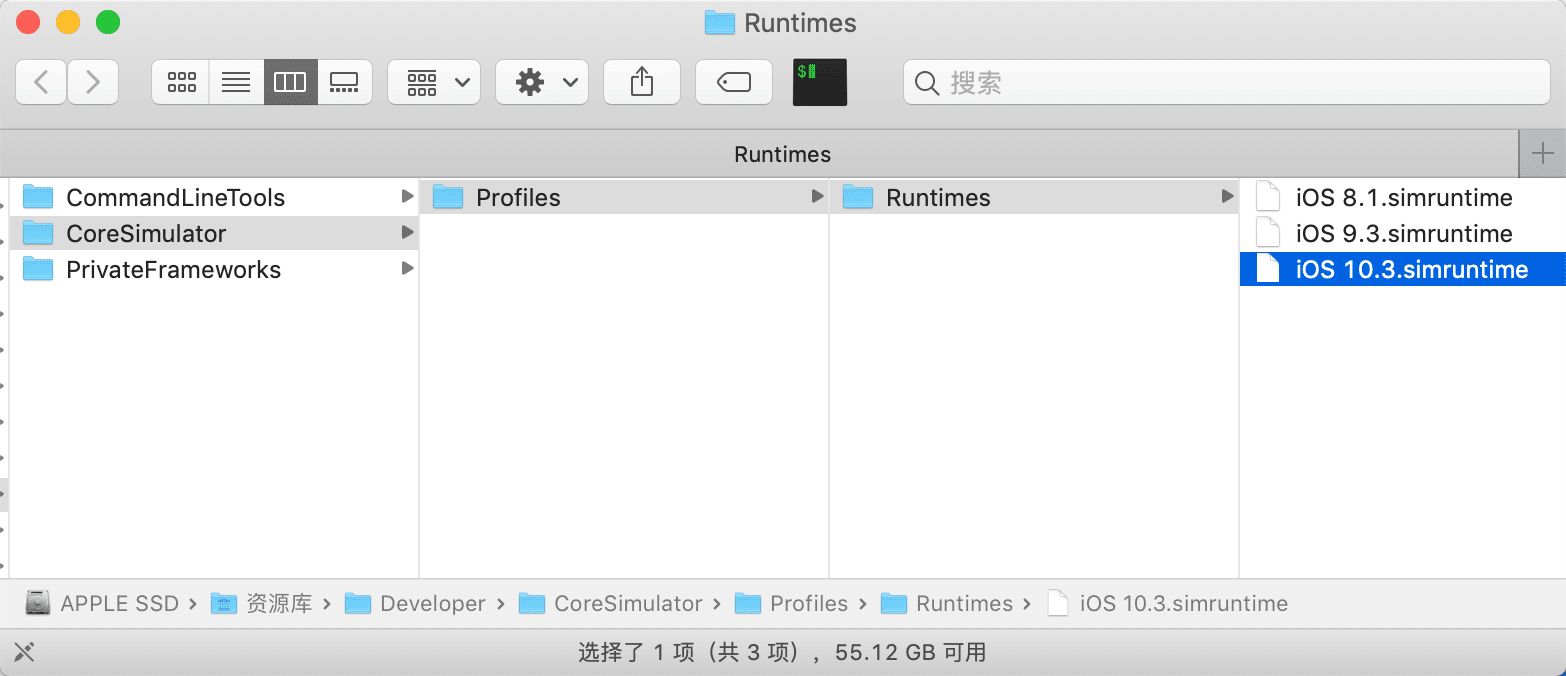 Runtimes
$
搜索
Runtimes
CommandLineTools
CoreSimulator
PrivateFrameworks
Profiles
Runtimes
iOS 8.1.simruntime
iOS 9.3.simruntime
iOS 10.3.simruntime
APPLE SSD › 资源库 › Developer › CoreSimulator › Profiles › Runtimes › iOS 10.3.simruntime
选择了 1 项（共 3 项），55.12 GB 可用